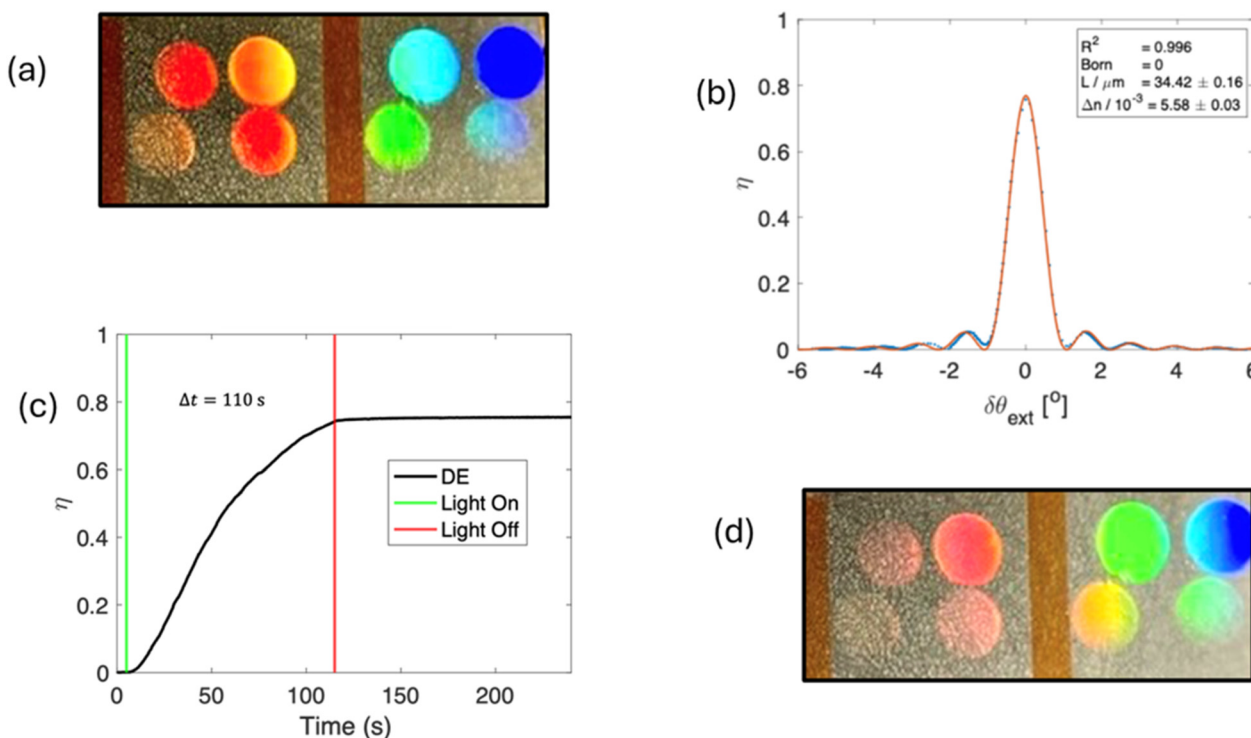 (a)
(b)
1
0.8
0.6
0.4
0.2
0
η
-6
-4
-2
0
2
4
6
δθext [o]
R2 = 0.996
Born = 0
L / μm = 34.42 ± 0.16
Δn / 10-3 = 5.58 ± 0.03
(c)
1
0.8
0.6
0.4
0.2
0
η
Δt = 110 s
DE
Light On
Light Off
0
50
100
150
200
Time (s)
(d)